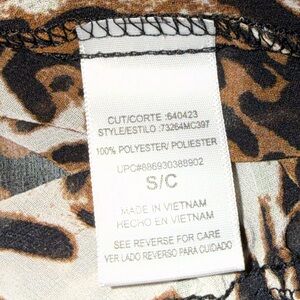 CUT/CORTE :640423
STYLE/ESTILO :73264MC397
100% POLYESTER/ POLIESTER
UPC#686930388902
S/C
MADE IN VIETNAM
HECHO EN VIETNAM
SEE REVERSE FOR CARE
VER LADO REVERSO PARA CUIDADO